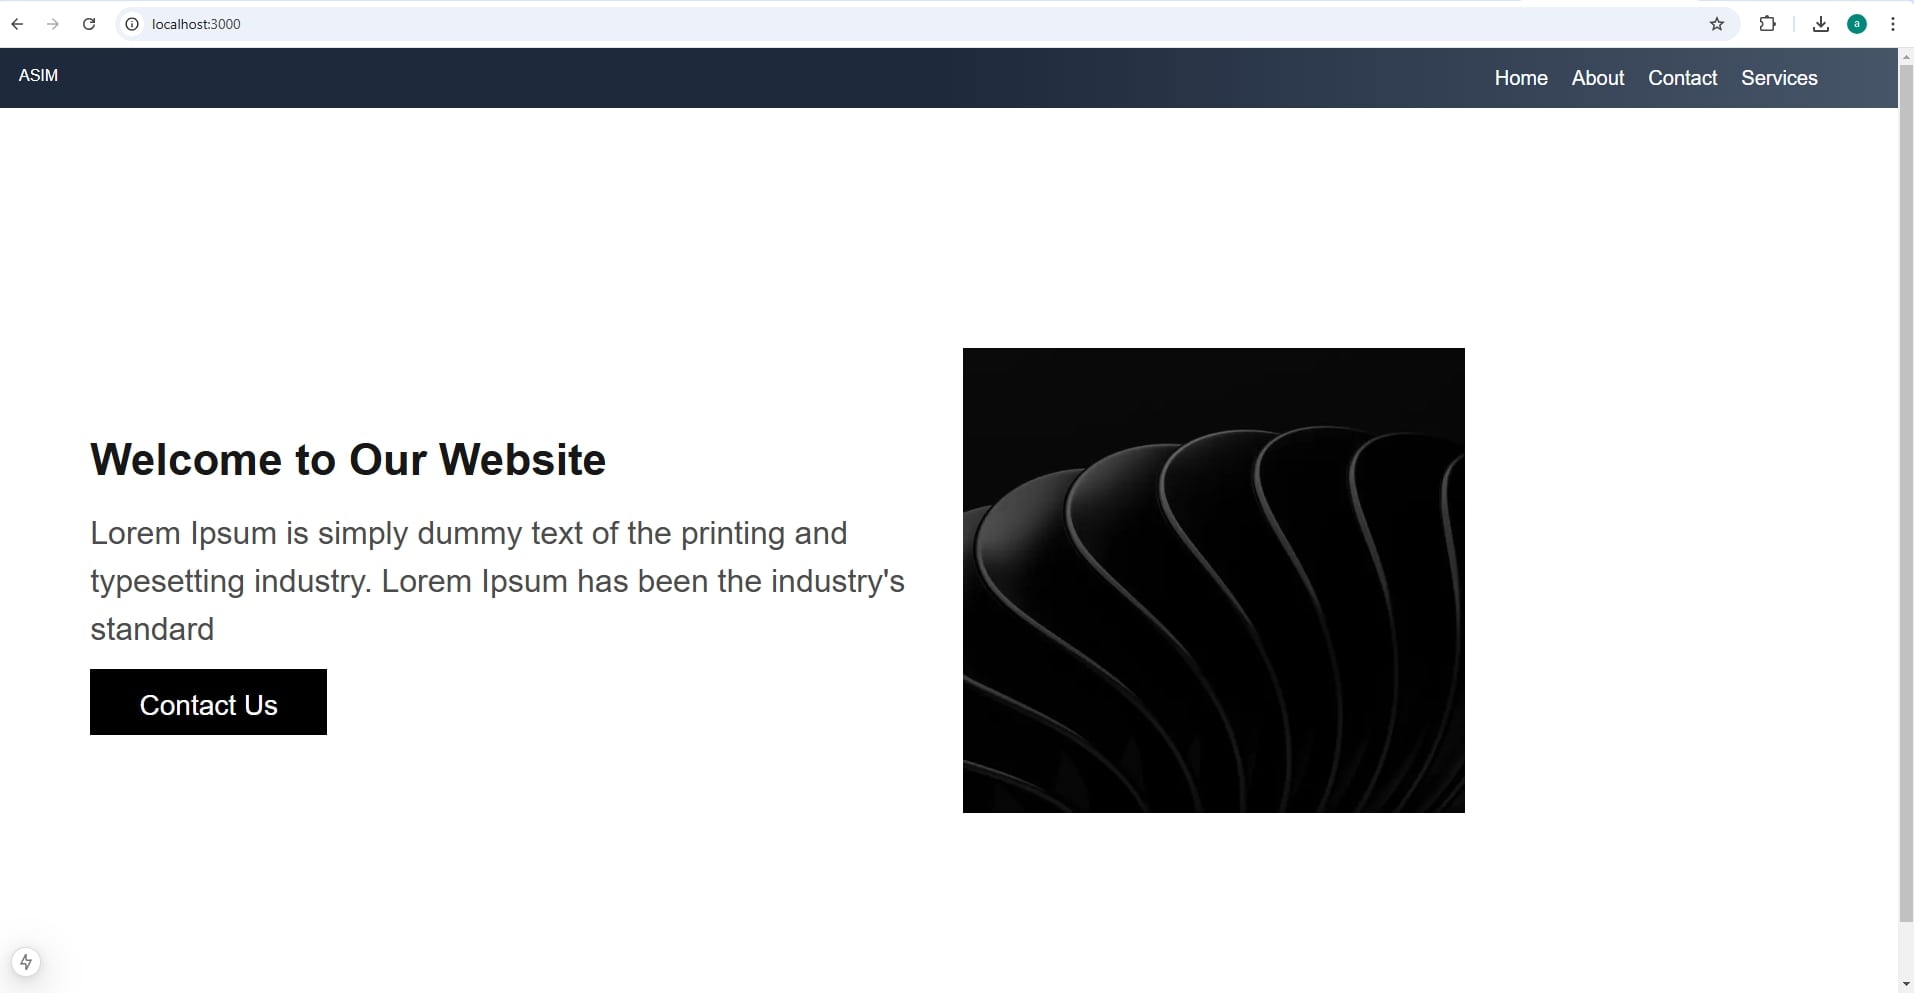 localhost:3000
a
ASIM
Home About Contact Services
Welcome to Our Website
Lorem Ipsum is simply dummy text of the printing and
typesetting industry. Lorem Ipsum has been the industry's
standard
Contact Us